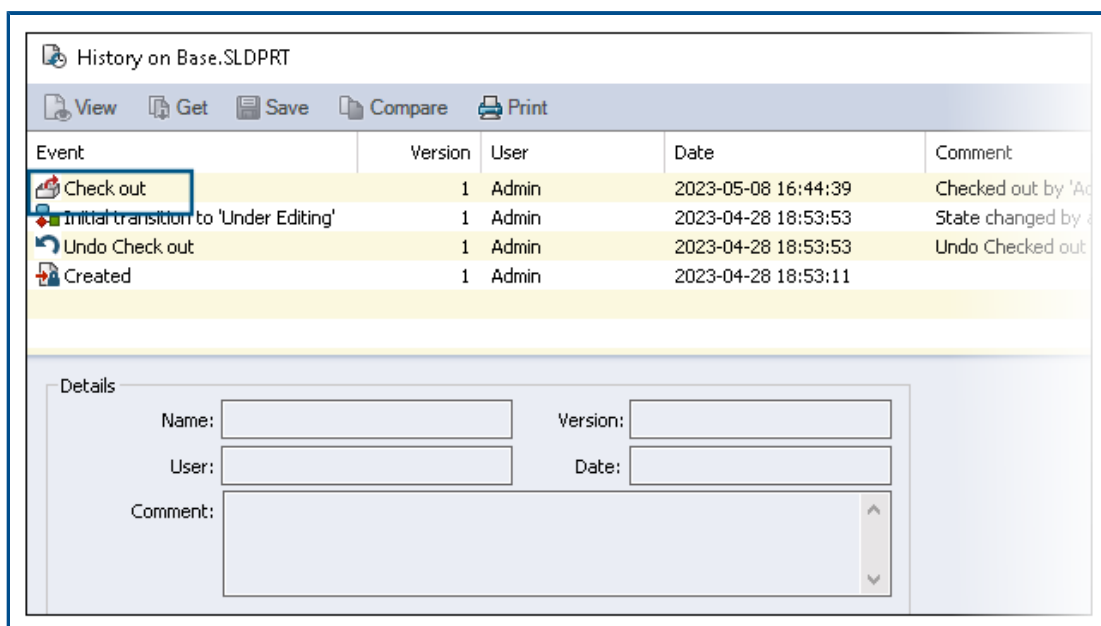 History on Base.SLDPRT
View Get Save Compare Print
Event Version User Date Comment
Check out 1 Admin 2023-05-08 16:44:39 Checked out by
Initial transition to 'Under Editing' 1 Admin 2023-04-28 18:53:53 State changed by
Undo Check out 1 Admin 2023-04-28 18:53:53 Undo Checked out
Created 1 Admin 2023-04-28 18:53:11
Details
Name: Version:
User: Date:
Comment: